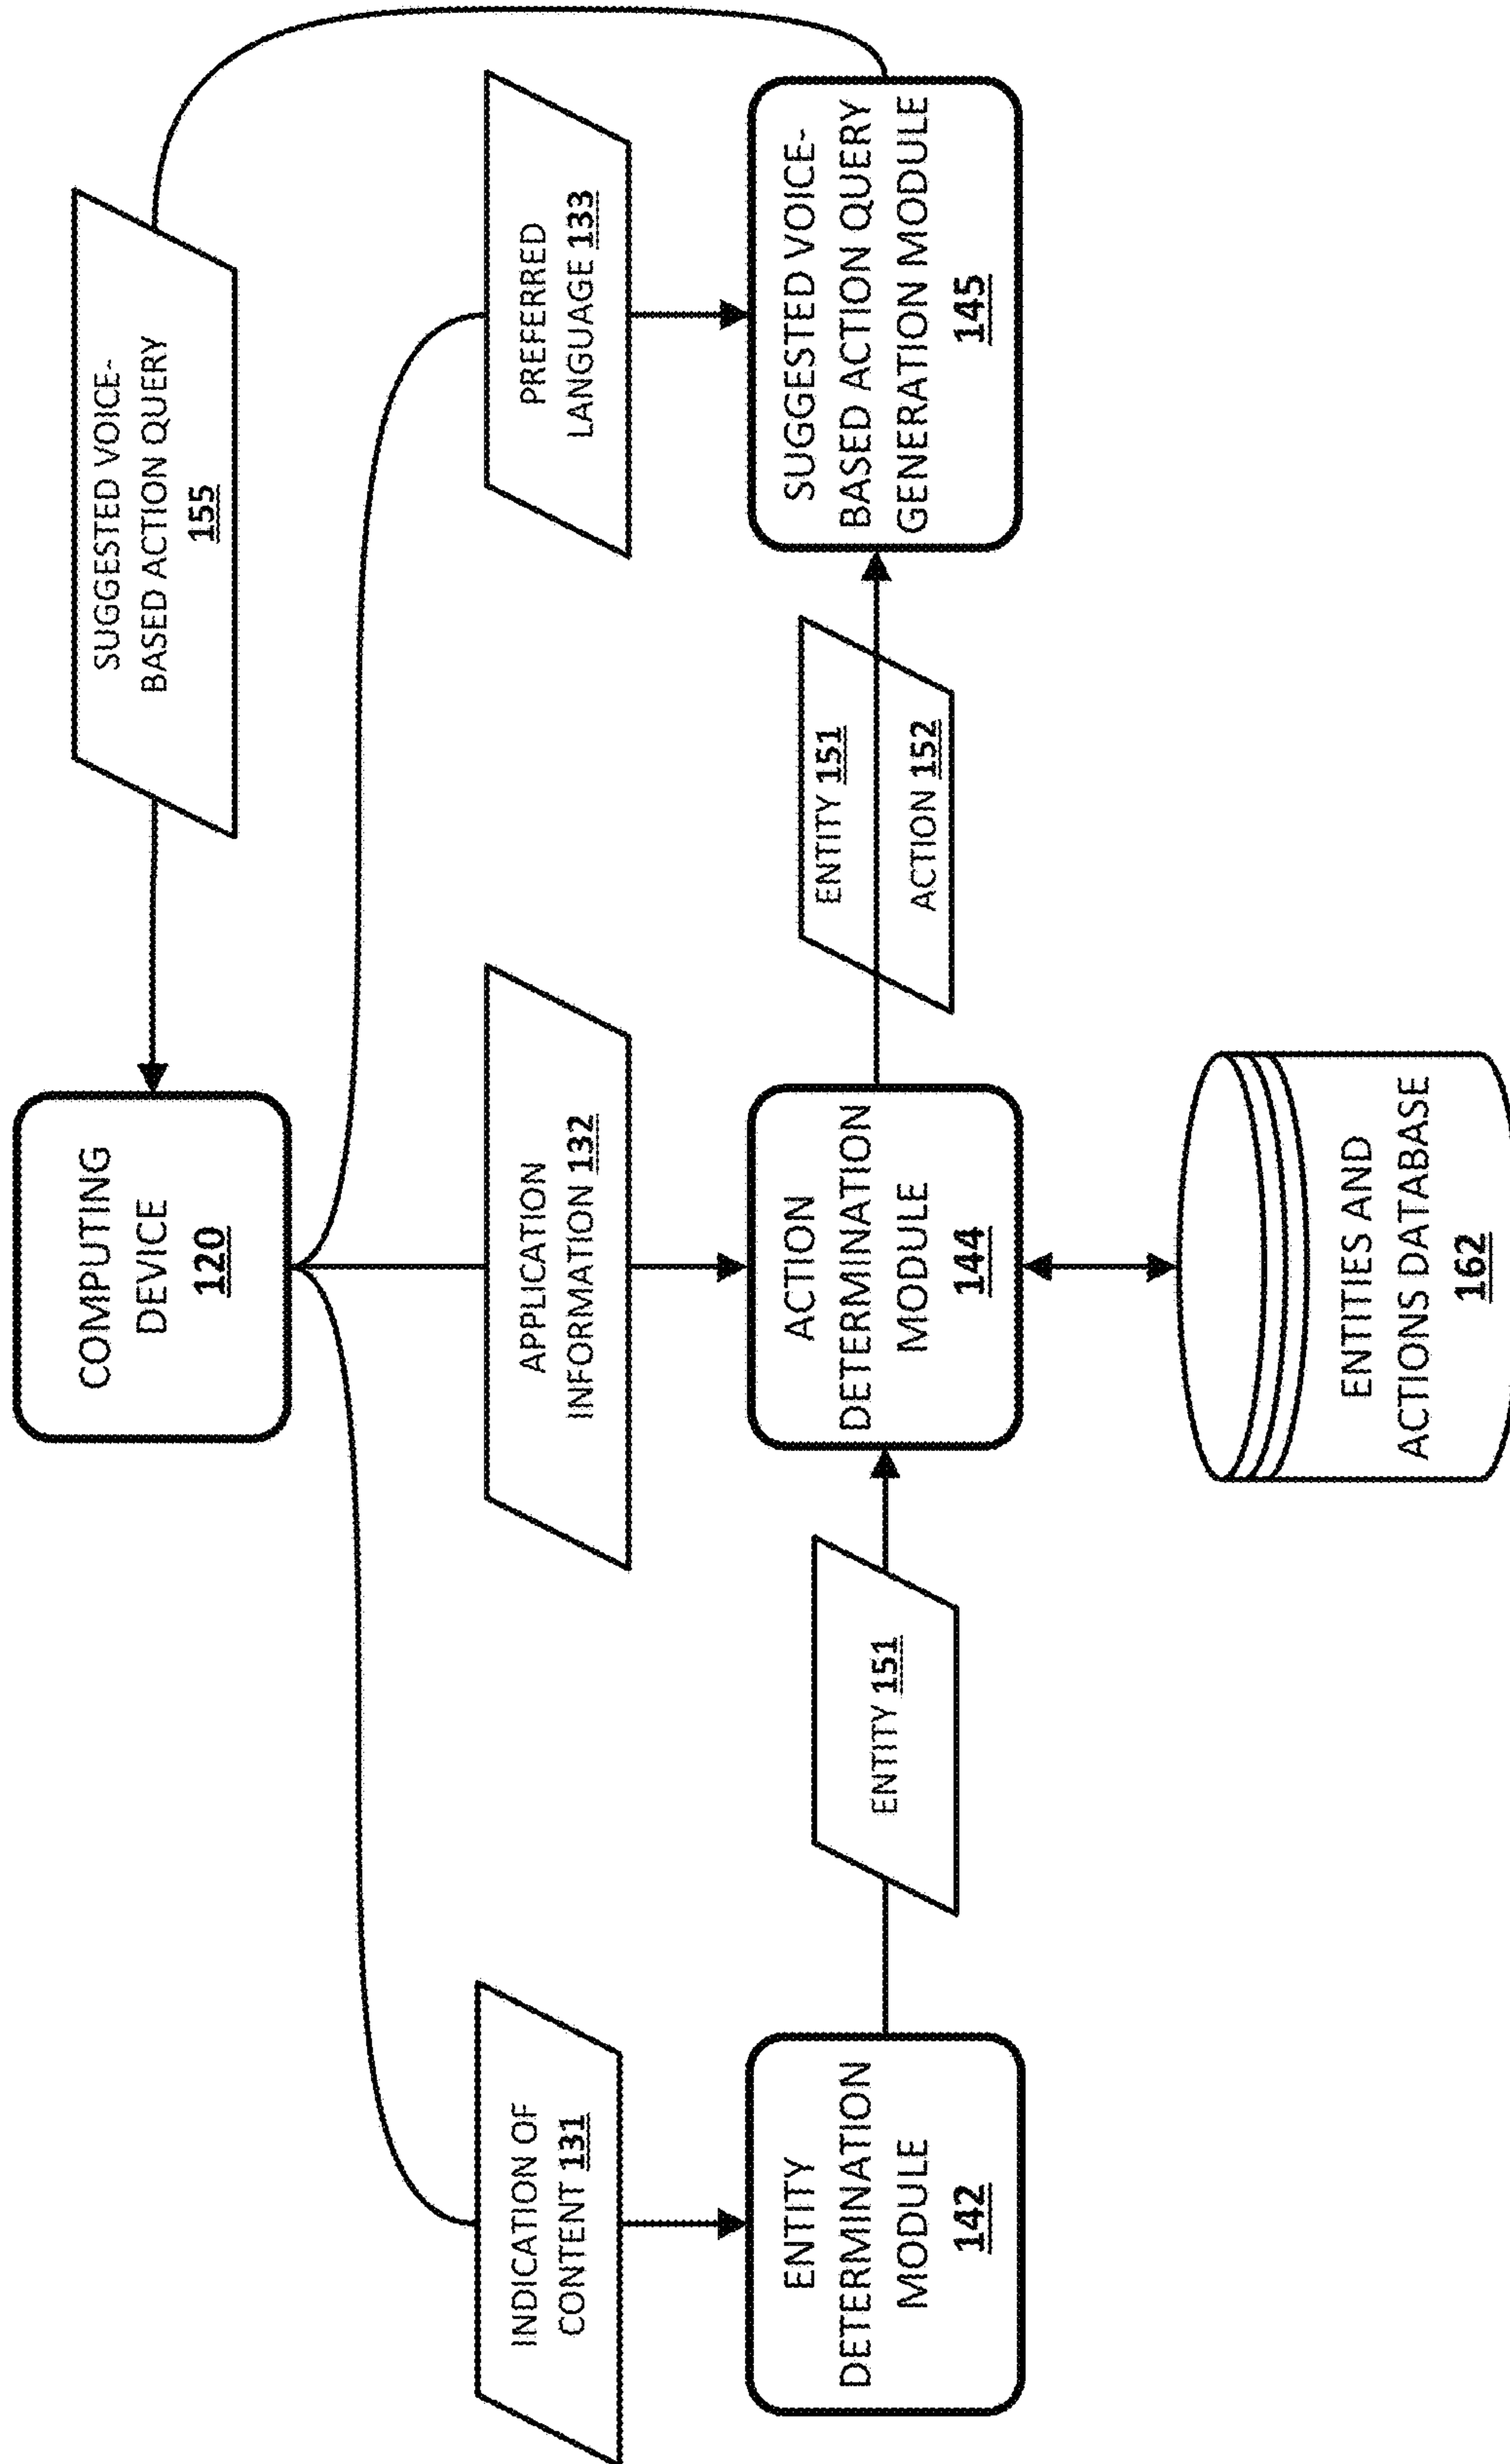 COMPUTING
DEVICE
120
SUGGESTED VOICE-
BASED ACTION QUERY
155
INDICATION OF
CONTENT 131
APPLICATION
INFORMATION 132
PREFERRED
LANGUAGE 133
ENTITY
DETERMINATION
MODULE
142
ENTITY 151
ACTION
DETERMINATION
MODULE
144
ENTITY 151
ACTION 152
SUGGESTED VOICE-
BASED ACTION QUERY
GENERATION MODULE
145
ENTITIES AND
ACTIONS DATABASE
162